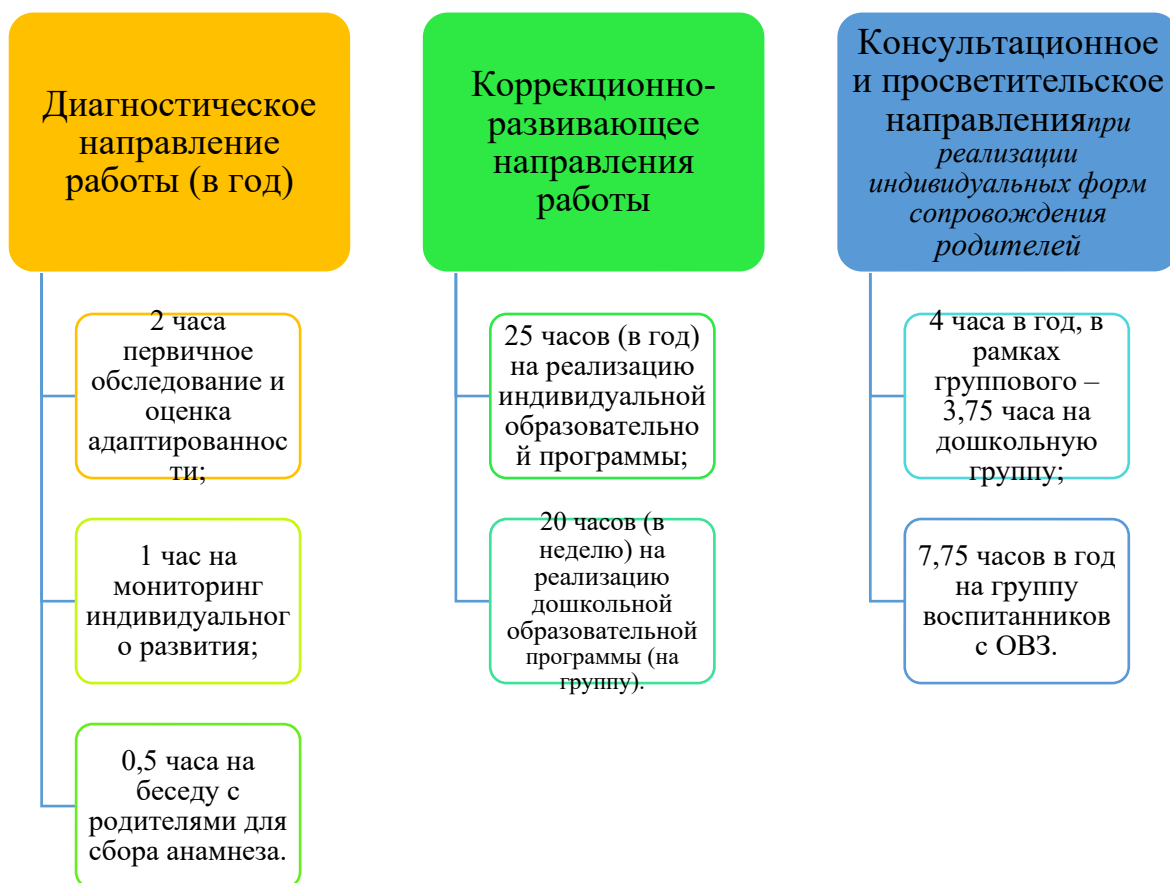 Диагностическое
направление
работы (в год)
2 часа
первичное
обследование и
оценка
адаптированнос
ти;
1 час на
мониторинг
индивидуальног
о развития;
0,5 часа на
беседу с
родителями для
сбора анамнеза.
Коррекционно-
развивающее
направления
работы
25 часов (в год)
на реализацию
индивидуальной
образовательно
й программы;
20 часов (в
неделю) на
реализацию
дошкольной
образовательной
программы (на
группу).
Консультационное
и просветительское
направленияпри
реализации
индивидуальных форм
сопровождения
родителей
4 часа в год, в
рамках
группового –
3,75 часа на
дошкольную
группу;
7,75 часов в год
на группу
воспитанников
с ОВЗ.